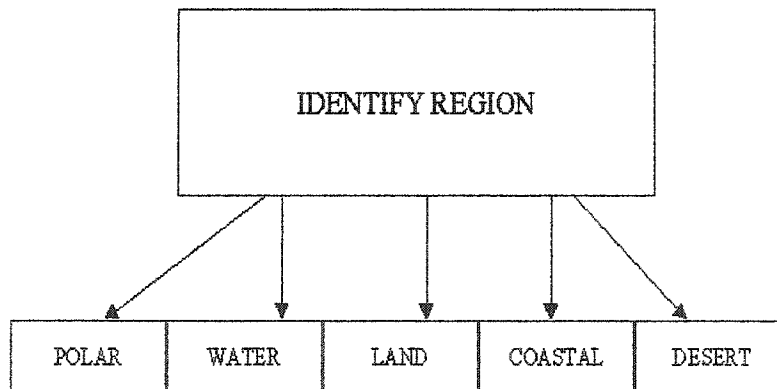 IDENTIFY REGION
POLAR WATER LAND COASTAL DESERT